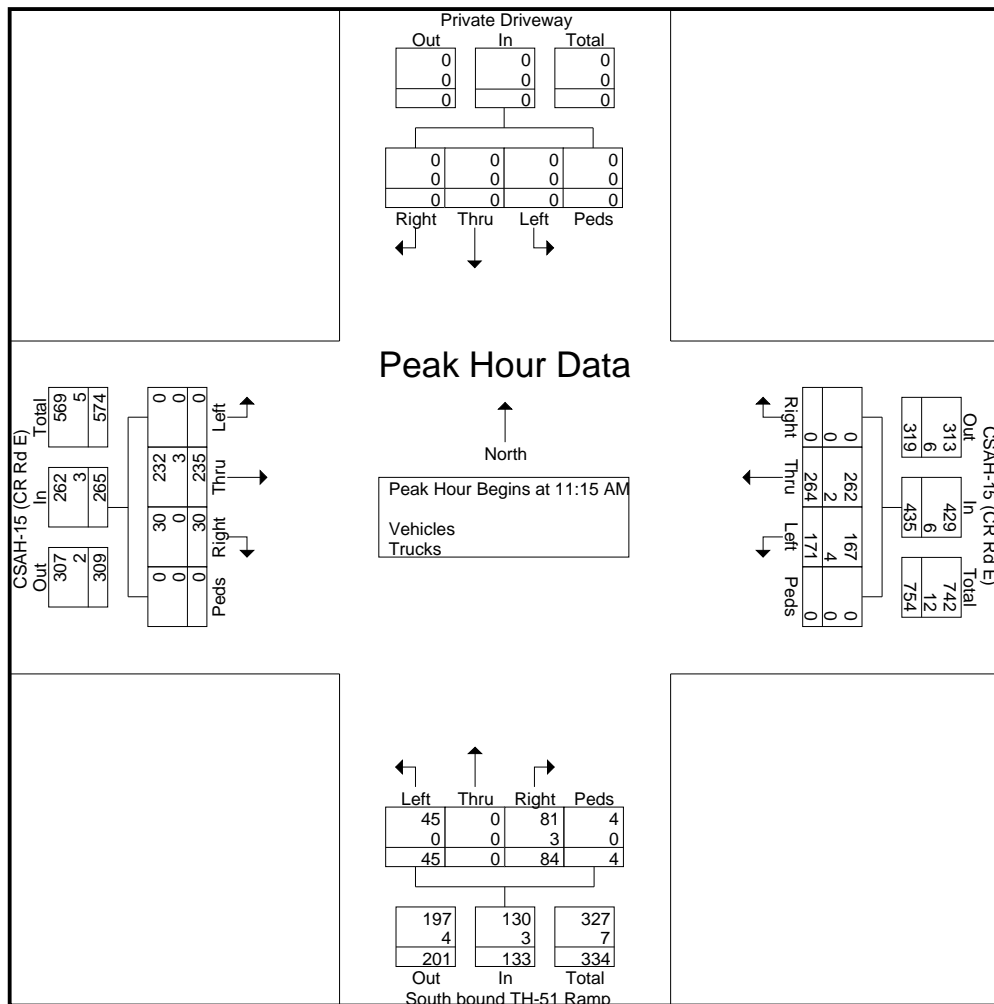 Private Driveway
Out In Total
0 0 0
0 0 0
0 0 0
0 0 0 0
0 0 0 0
0 0 0 0
Right Thru Left Peds
Peak Hour Data
North
Peak Hour Begins at 11:15 AM
Vehicles
Trucks
CSAH-15 (CR Rd E)
Total In Out
569 262 307
5 3 2
574 265 309
0 232 30 0
0 3 0 0
0 235 30 0
Left Thru Right Peds
CSAH-15 (CR Rd E)
Out In Total
313 429 742
6 6 12
319 435 754
0 262 167 0
0 2 4 0
0 264 171 0
Right Thru Left Peds
Left Thru Right Peds
45 0 81 4
0 0 3 0
45 0 84 4
197 130 327
4 3 7
201 133 334
Out In Total
South bound TH-51 Ramp